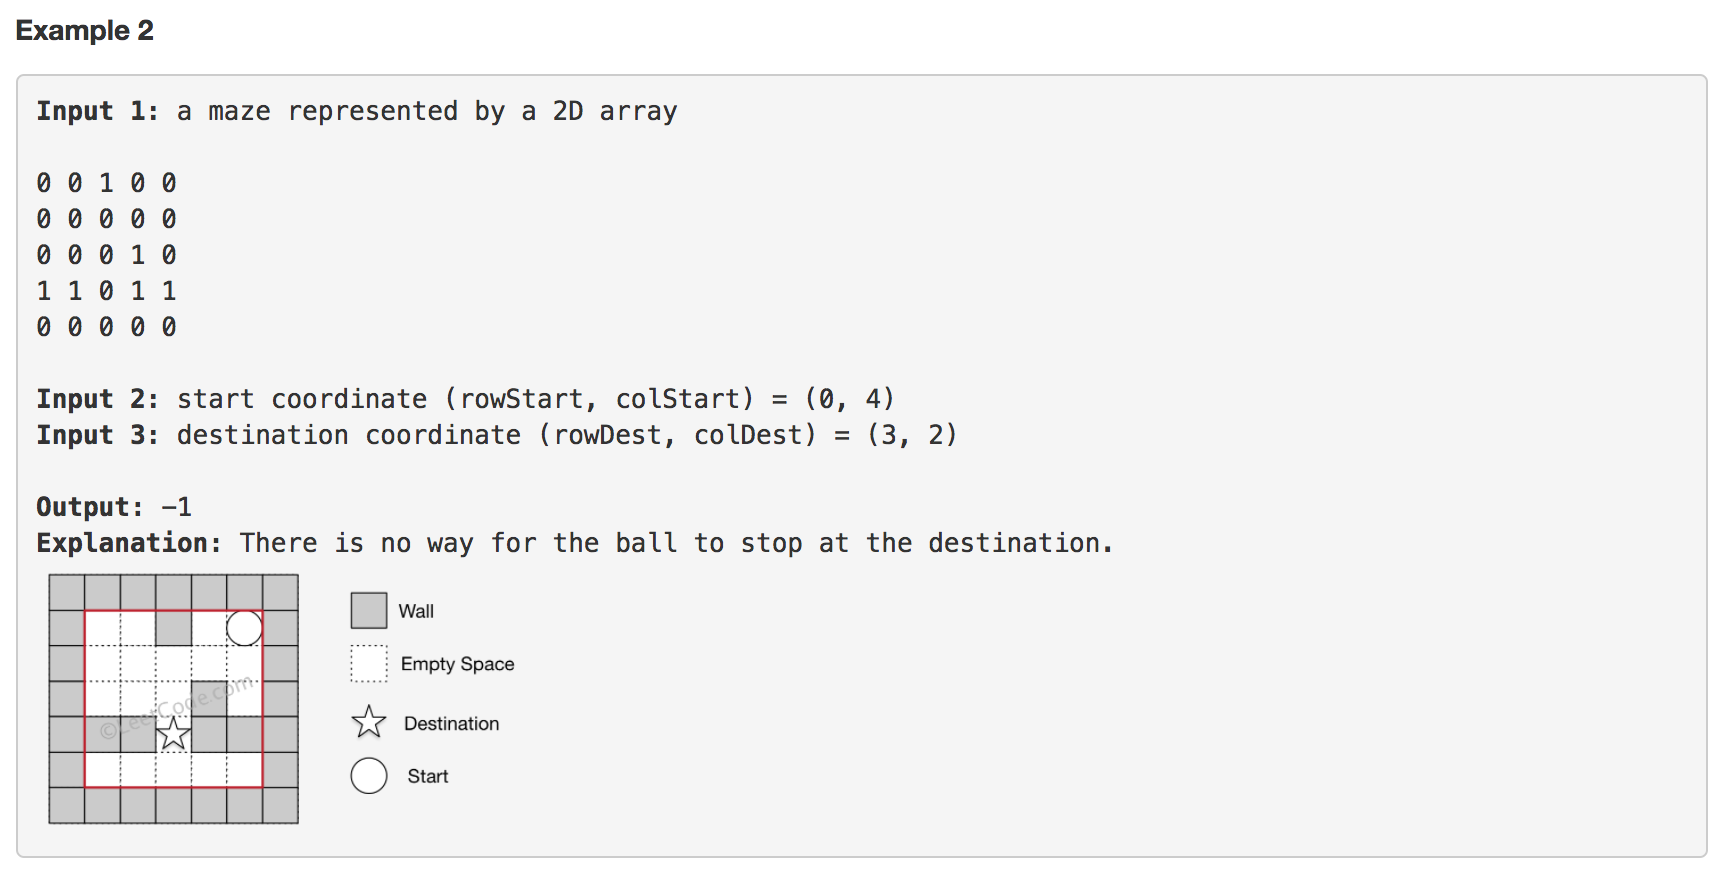 Example 2
Input 1: a maze represented by a 2D array
0 0 1 0 0
0 0 0 0 0
0 0 0 1 0
1 1 0 1 1
0 0 0 0 0
Input 2: start coordinate (rowStart, colStart) = (0, 4)
Input 3: destination coordinate (rowDest, colDest) = (3, 2)
Output: -1
Explanation: There is no way for the ball to stop at the destination.
©LeetCode.com
Wall
Empty Space
Destination
Start